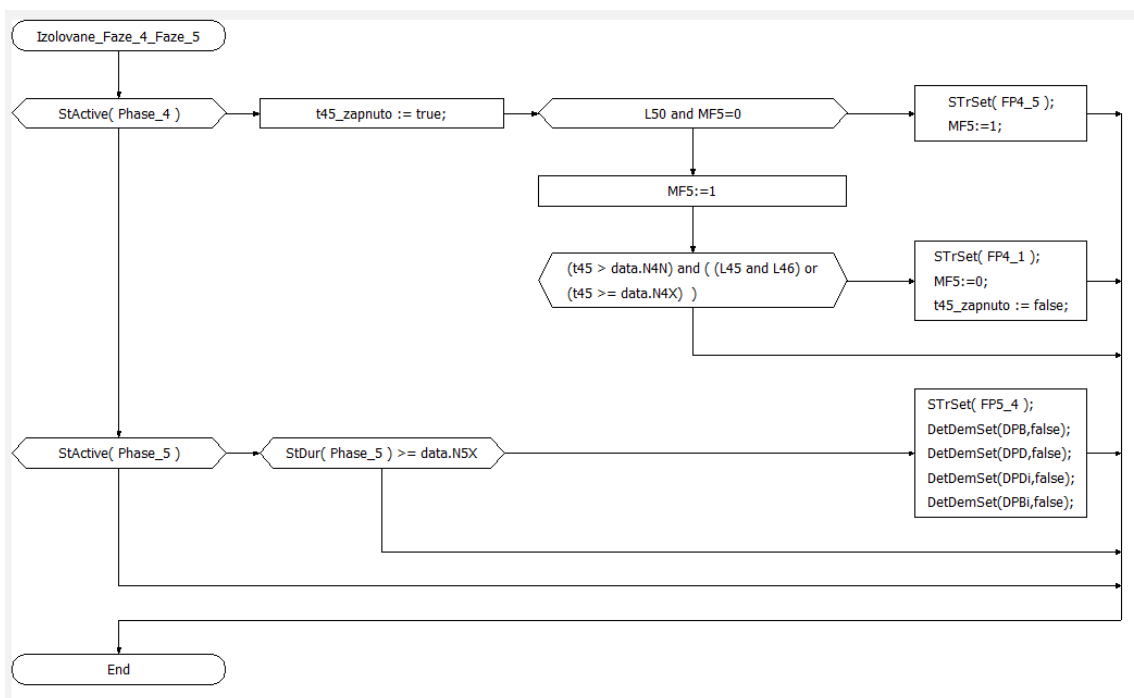 Izolovane_Faze_4_Faze_5
StActive( Phase_4 )
t45_zapnuto := true;
L50 and MF5=0
STrSet( FP4_5 );
MF5:=1;
MF5:=1
(t45 > data.N4N) and ( (L45 and L46) or
(t45 >= data.N4X) )
STrSet( FP4_1 );
MF5:=0;
t45_zapnuto := false;
StActive( Phase_5 )
StDur( Phase_5 ) >= data.N5X
STrSet( FP5_4 );
DetDemSet(DPB,false);
DetDemSet(DPD,false);
DetDemSet(DPDi,false);
DetDemSet(DPBi,false);
End